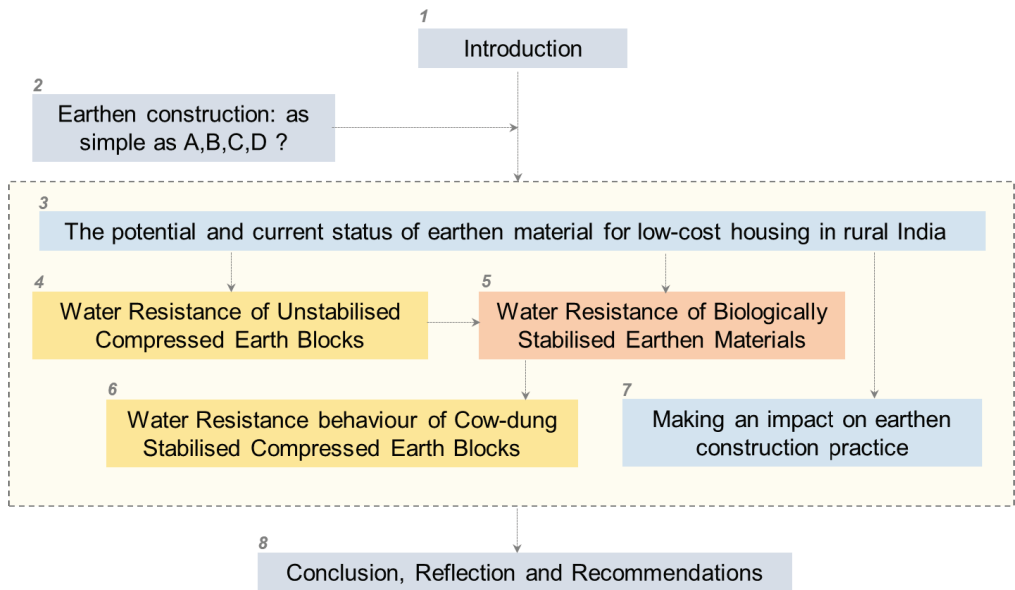 1
Introduction
2
Earthen construction: as
simple as A,B,C,D ?
3
The potential and current status of earthen material for low-cost housing in rural India
4
Water Resistance of Unstabilised
Compressed Earth Blocks
5
Water Resistance of Biologically
Stabilised Earthen Materials
6
Water Resistance behaviour of Cow-dung
Stabilised Compressed Earth Blocks
7
Making an impact on earthen
construction practice
8
Conclusion, Reflection and Recommendations